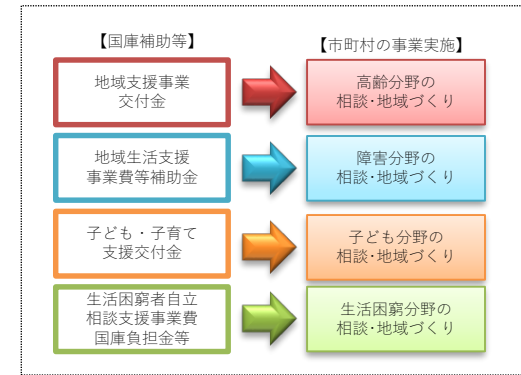 【国庫補助等】
【市町村の事業実施】
地域支援事業
交付金
高齢分野の
相談・地域づくり
地域生活支援
事業費等補助金
障害分野の
相談・地域づくり
子ども・子育て
支援交付金
子ども分野の
相談・地域づくり
生活困窮者自立
相談支援事業費
国庫負担金等
生活困窮分野の
相談・地域づくり